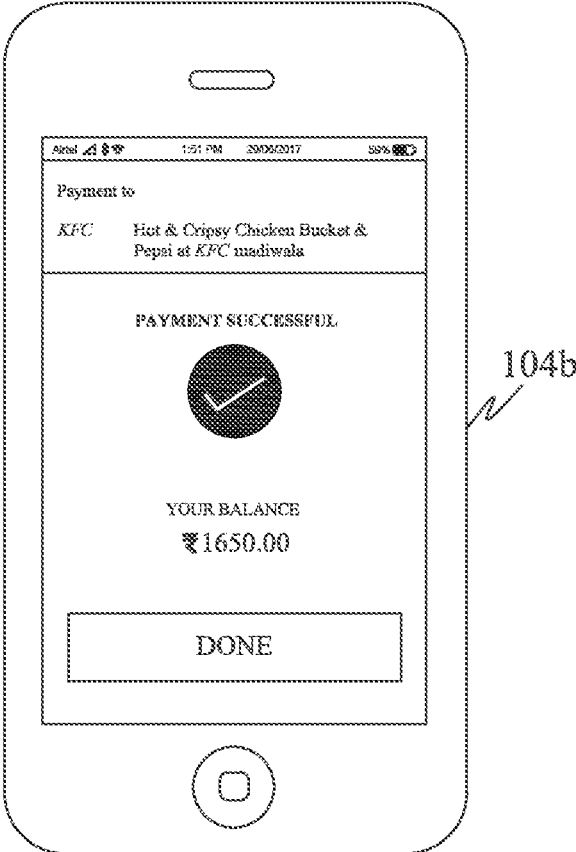 Airtel 1:51 PM 29/06/2017 59%
Payment to
KFC Hot & Cripsy Chicken Bucket &
Pepsi at KFC madiwala
PAYMENT SUCCESSFUL
YOUR BALANCE
₹1650.00
DONE
104b